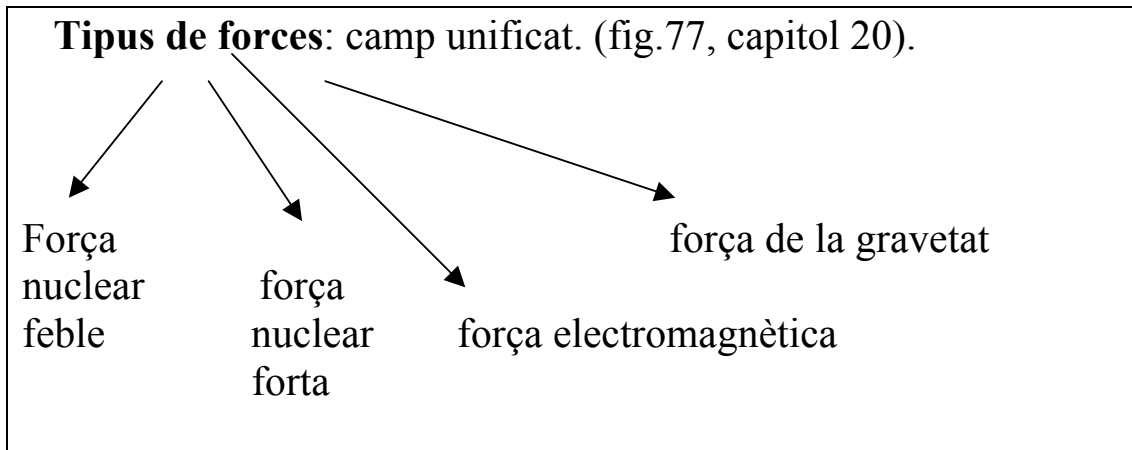 Tipus de forces: camp unificat. (fig.77, capitol 20).
Força
nuclear
feble
força
nuclear
forta
força electromagnètica
força de la gravetat